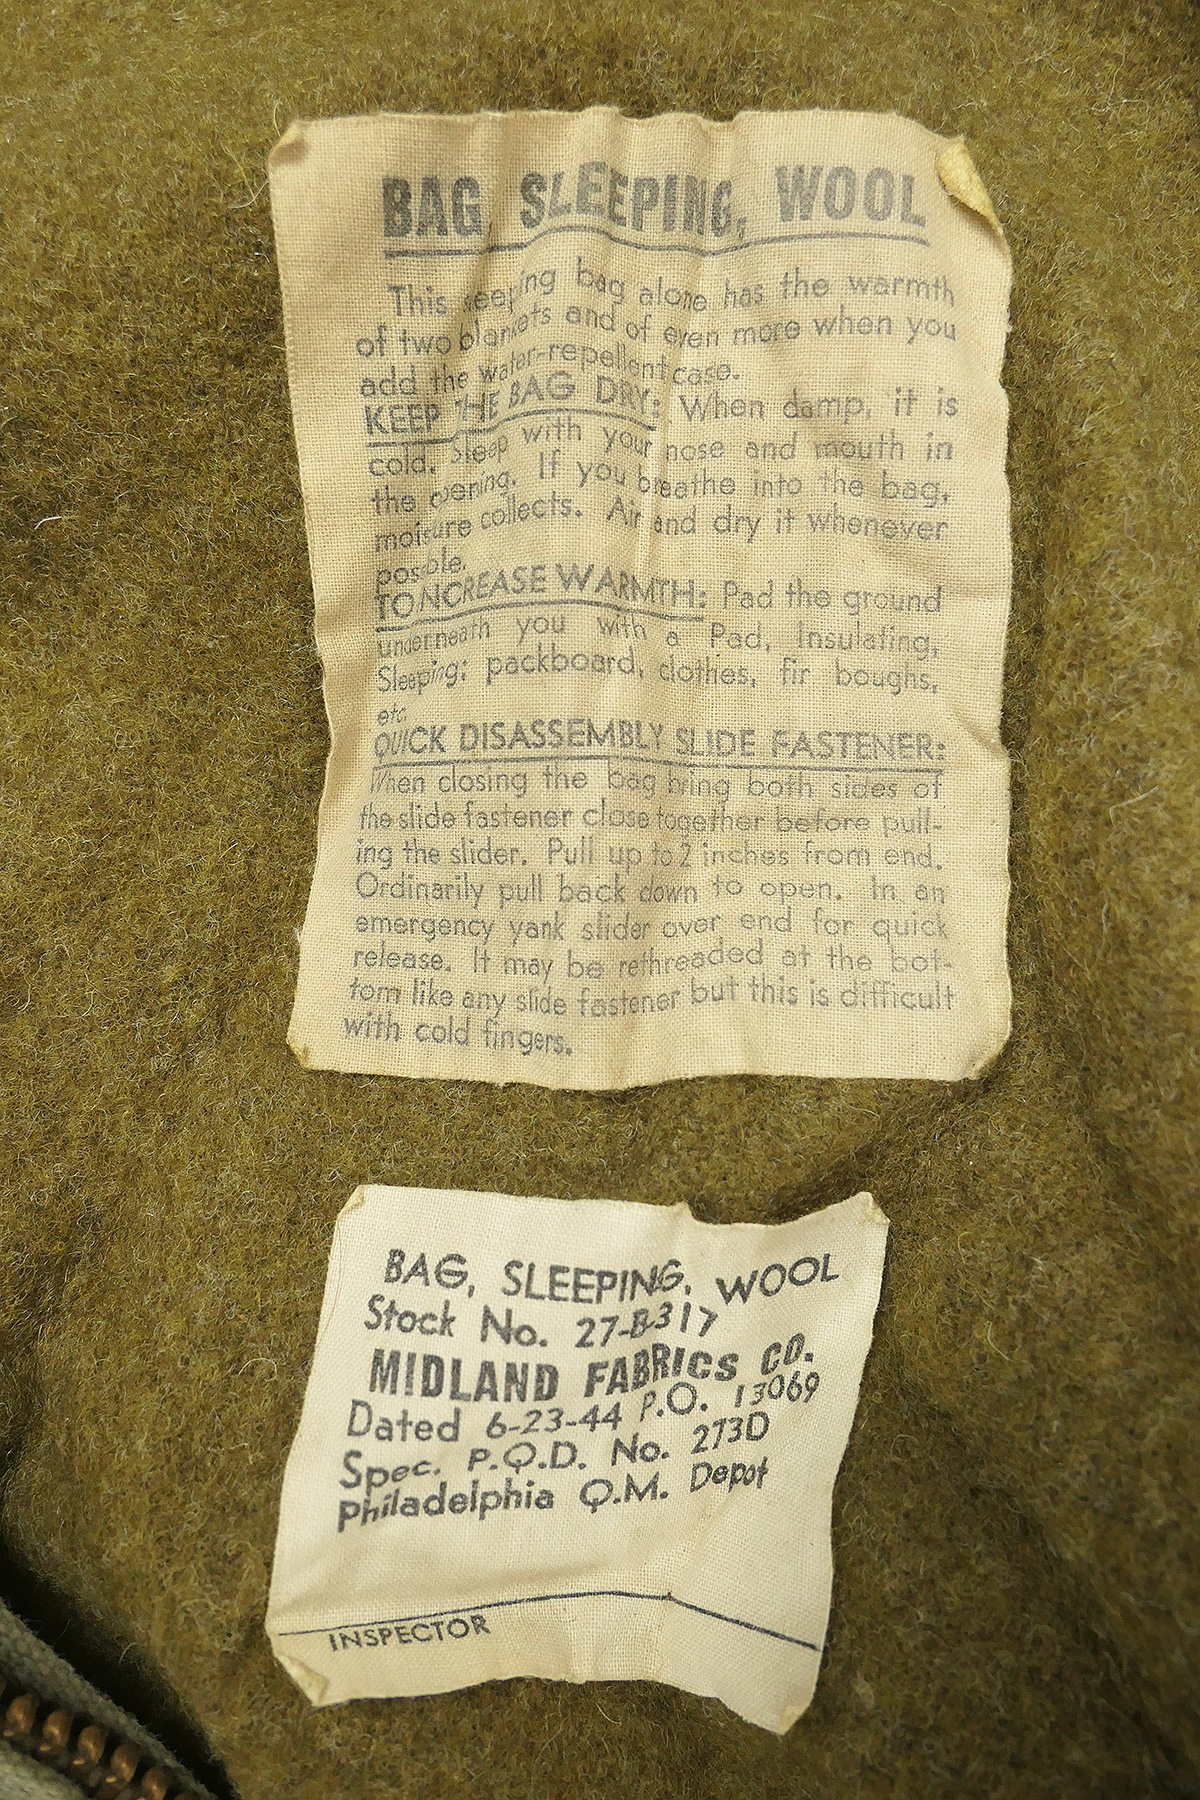 BAG SLEEPING, WOOL
This sleeping bag alone has the warmth
of two blankets and of even more when you
add the water-repellent case.
KEEP THE BAG DRY: When damp, it is
cold. Sleep with your nose and mouth in
the opening. If you breathe into the bag,
moisture collects. Air and dry it whenever
possible.
TO INCREASE WARMTH: Pad the ground
underneath you with a Pad, Insulating,
Sleeping; packboard, clothes, fir boughs,
etc.
QUICK DISASSEMBLY SLIDE FASTENER:
When closing the bag bring both sides of
the slide fastener close together before pull-
ing the slider. Pull up to 2 inches from end.
Ordinarily pull back down to open. In an
emergency yank slider over end for quick
release. It may be rethreaded at the bot-
tom like any slide fastener but this is difficult
with cold fingers.
BAG, SLEEPING, WOOL
Stock No. 27-B-317
MIDLAND FABRICS CO.
Dated 6-23-44 P.O. 13069
Spec. P.Q.D. No. 273D
Philadelphia Q.M. Depot
INSPECTOR